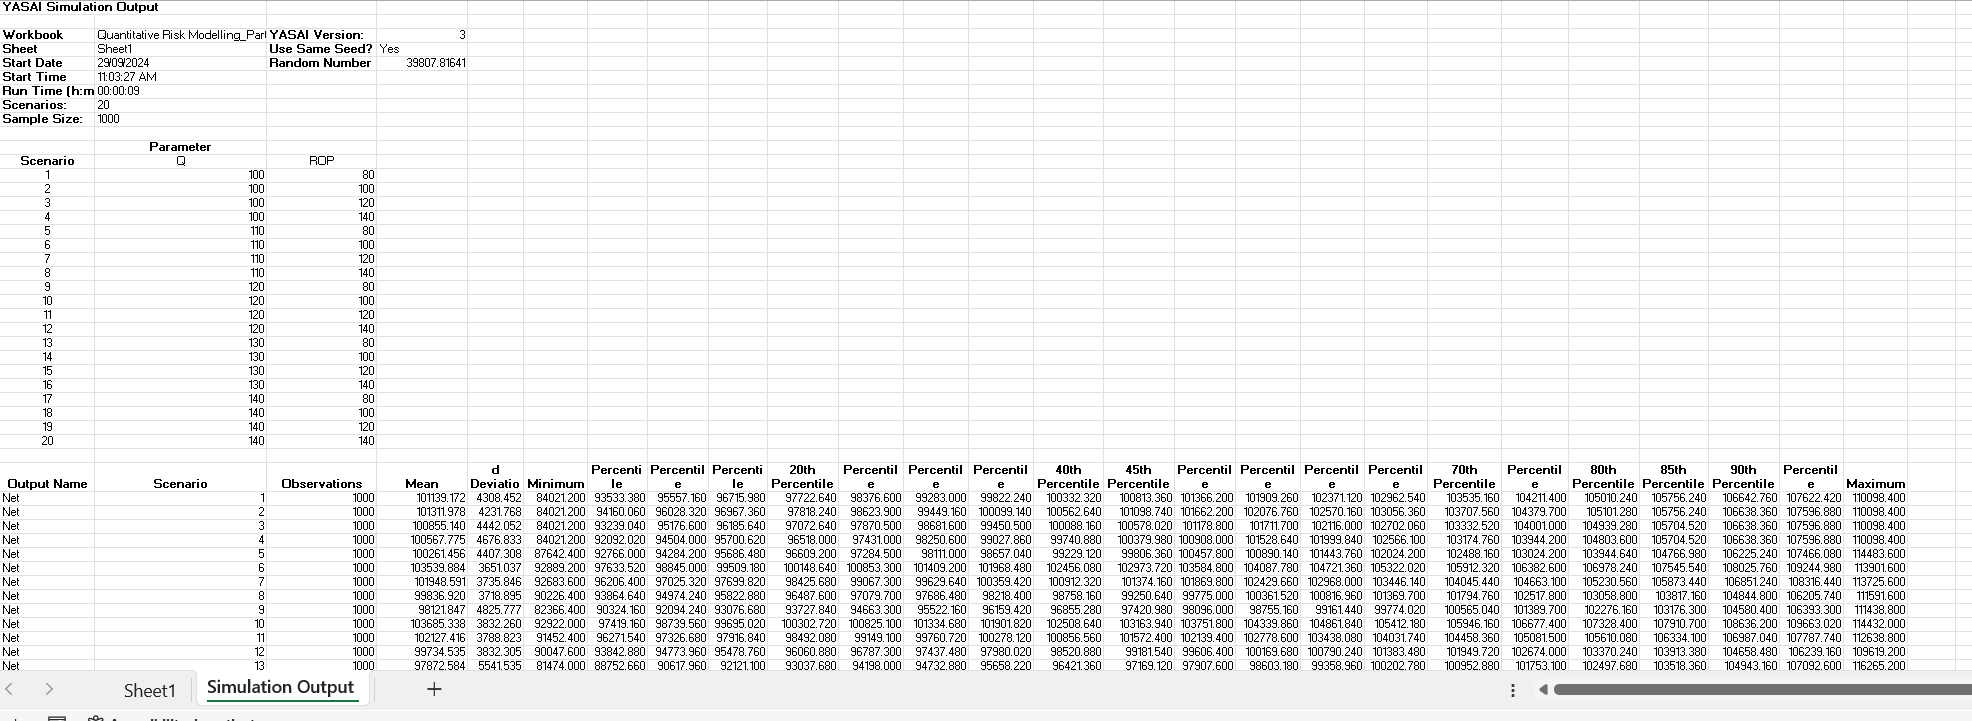 YASAI Simulation Output
Workbook Quantitative Risk Modelling_Par YASAI Version: 3
Sheet Sheet1 Use Same Seed? Yes
Start Date 29/09/2024 Random Number 39807.81641
Start Time 11:03:27 AM
Run Time (h:m 00:00:09
Scenarios: 20
Sample Size: 1000
Parameter
Scenario Q ROP
1 100 80
2 100 100
3 100 120
4 100 140
5 110 80
6 110 100
7 110 120
8 110 140
9 120 80
10 120 100
11 120 120
12 120 140
13 130 80
14 130 100
15 130 120
16 130 140
17 140 80
18 140 100
19 140 120
20 140 140
d Percenti Percentil Percenti 20th Percentil Percentil Percentil 40th 45th Percentil Percentil Percentil Percentil 70th Percentil 80th 85th 90th Percentil
Output Name Scenario Observations Mean Deviatio Minimum le e le Percentile e e e Percentile Percentile e e e e Percentile e Percentile Percentile Percentile e Maximum
Net 1 1000 101139.172 4308.452 84021.200 93533.380 95557.160 96715.980 97722.640 98376.600 99283.000 99822.240 100332.320 100813.360 101366.200 101909.260 102371.120 102962.540 103535.160 104211.400 105010.240 105756.240 106642.760 107622.420 110098.400
Net 2 1000 101311.978 4231.768 84021.200 94160.060 96028.320 96967.360 97818.240 98623.900 99449.160 100099.140 100562.640 101098.740 101662.200 102076.760 102570.160 103056.360 103707.560 104379.700 105101.280 105756.240 106638.360 107596.880 110098.400
Net 3 1000 100855.140 4442.052 84021.200 93239.040 95176.600 96185.640 97072.640 97870.500 98681.600 99450.500 100088.160 100578.020 101178.800 101711.700 102116.000 102702.060 103332.520 104001.000 104939.280 105704.520 106638.360 107596.880 110098.400
Net 4 1000 100567.775 4676.833 84021.200 92092.020 94504.000 95700.620 96518.000 97431.000 98250.600 99027.860 99740.880 100379.980 100908.000 101528.640 101999.840 102566.100 103174.760 103944.200 104803.600 105704.520 106638.360 107596.880 110098.400
Net 5 1000 100261.456 4407.308 87642.400 92766.000 94284.200 95686.480 96609.200 97284.500 98111.000 98657.040 99229.120 99806.360 100457.800 100890.140 101443.760 102024.200 102488.160 103024.200 103944.640 104766.980 106225.240 107466.080 114483.600
Net 6 1000 103539.884 3651.037 92889.200 97633.520 98845.000 99509.180 100148.640 100853.300 101409.200 101968.480 102456.080 102973.720 103584.800 104087.780 104721.360 105322.020 105912.320 106382.600 106978.240 107545.540 108025.760 109244.980 113901.600
Net 7 1000 101948.591 3735.846 92683.600 96206.400 97025.320 97699.820 98425.680 99067.300 99629.640 100359.420 100912.320 101374.160 101869.800 102429.660 102968.000 103446.140 104045.440 104663.100 105230.560 105873.440 106851.240 108316.440 113725.600
Net 8 1000 99836.920 3718.895 90226.400 93864.640 94974.240 95822.880 96487.600 97079.700 97686.480 98218.400 98758.160 99250.640 99775.000 100361.520 100816.960 101369.700 101794.760 102517.800 103058.800 103817.160 104844.800 106205.740 111591.600
Net 9 1000 98121.847 4825.777 82366.400 90324.160 92094.240 93076.680 93727.840 94663.300 95522.160 96159.420 96855.280 97420.980 98096.000 98755.160 99161.440 99774.020 100565.040 101389.700 102276.160 103176.300 104580.400 106393.300 111438.800
Net 10 1000 103685.338 3832.260 92922.000 97419.160 98739.560 99695.020 100302.720 100825.100 101334.680 101901.820 102508.640 103163.940 103751.800 104339.860 104861.840 105412.180 105946.160 106677.400 107328.400 107910.700 108636.200 109663.020 114432.000
Net 11 1000 102127.416 3788.823 91452.400 96271.540 97326.680 97916.840 98492.080 99149.100 99760.720 100278.120 100856.560 101572.400 102139.400 102778.600 103438.080 104031.740 104458.360 105081.500 105610.080 106334.100 106987.040 107787.740 112638.800
Net 12 1000 99734.535 3832.305 90047.600 93842.880 94773.960 95478.760 96060.880 96787.300 97437.480 97980.020 98520.880 99181.540 99606.400 100169.680 100790.240 101383.480 101949.720 102674.000 103370.240 103913.380 104658.480 106239.160 109619.200
Net 13 1000 97872.584 5541.535 81474.000 88752.660 90617.960 92121.100 93037.680 94198.000 94732.880 95658.220 96421.360 97169.120 97907.600 98603.180 99358.960 100202.780 100952.880 101753.100 102497.680 103518.360 104943.160 107092.600 116265.200
Sheet1 Simulation Output